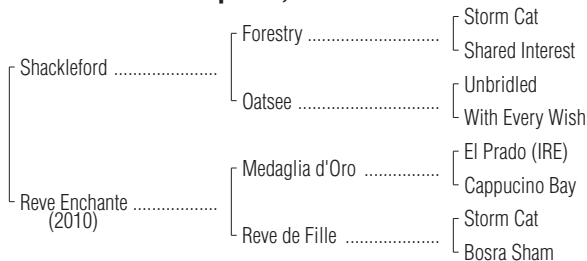 Storm Cat
Forestry ..................
Shared Interest
Shackleford ..................
Unbridled
Oatsee ..................
With Every Wish
El Prado (IRE)
Medaglia d'Oro .............
Cappucino Bay
Reve Enchante ..............
(2010)
Storm Cat
Reve de Fille ...............
Bosra Sham